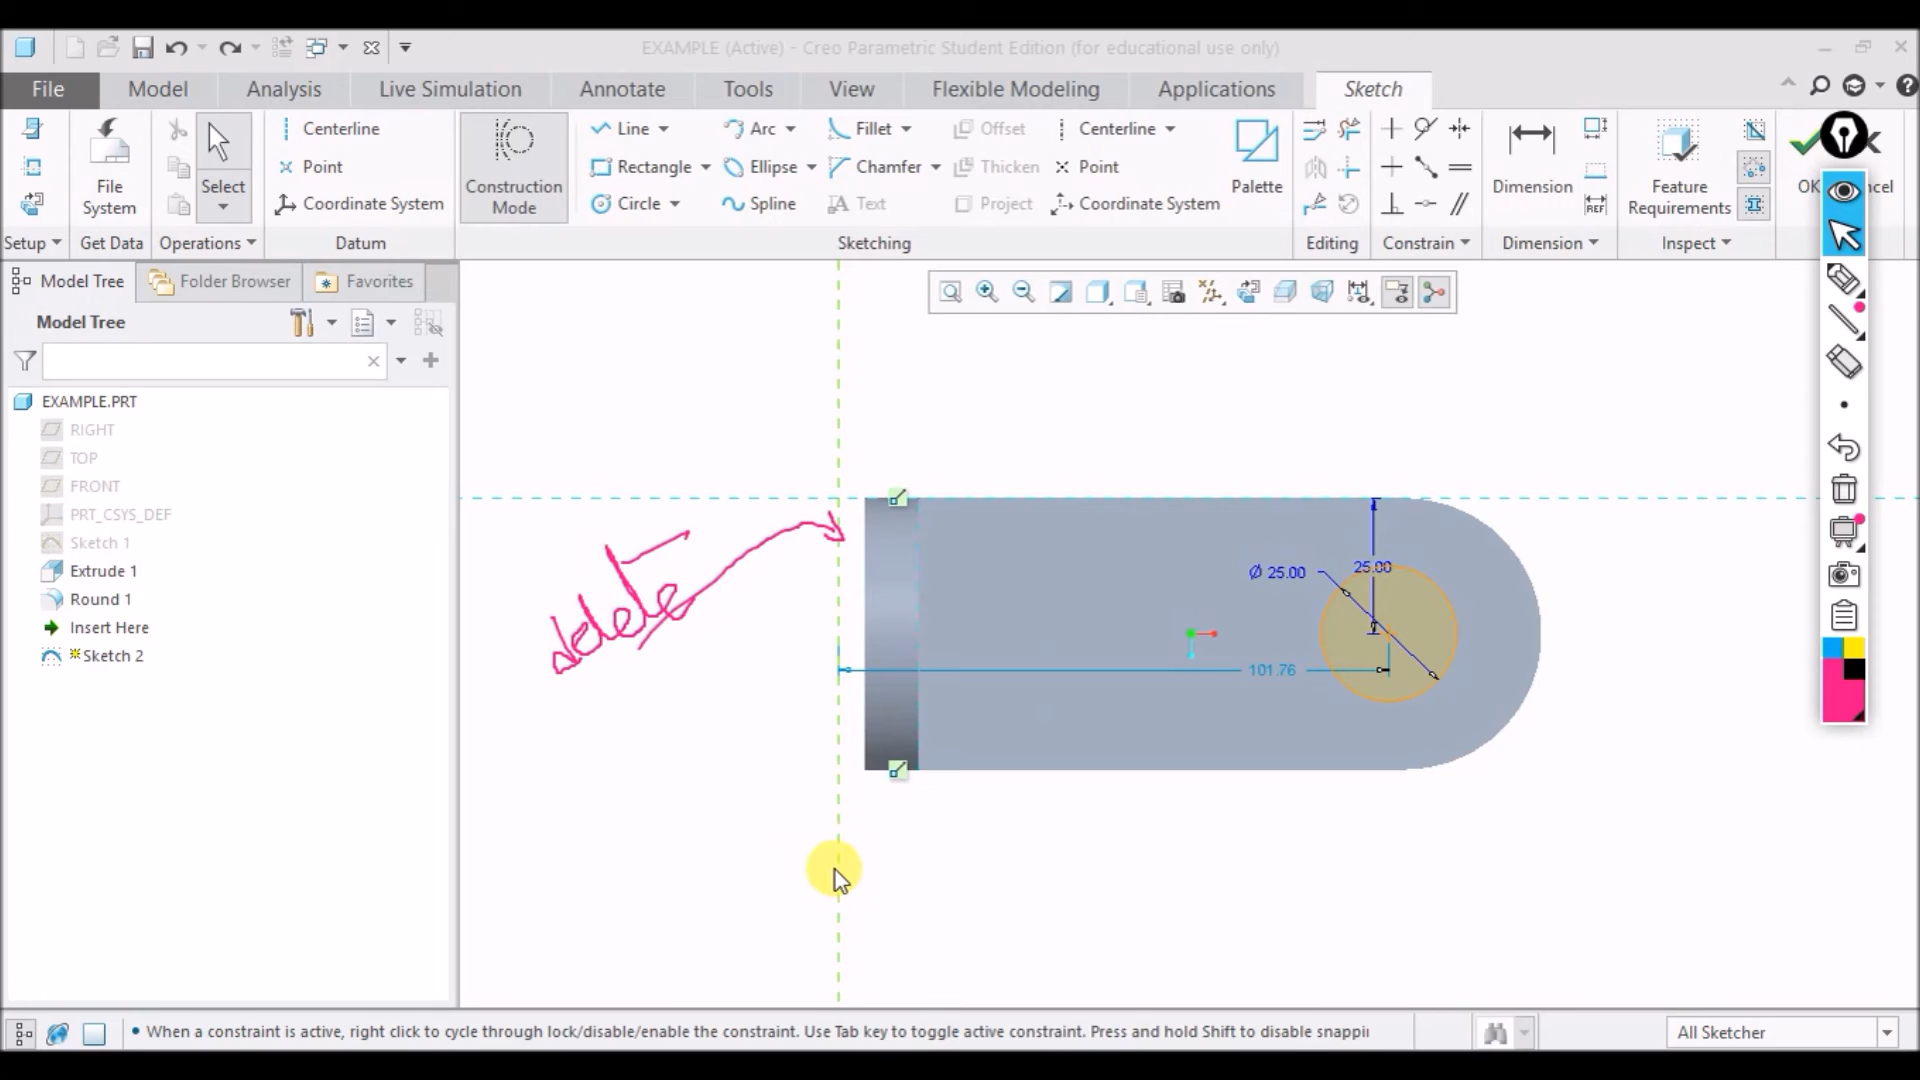 EXAMPLE (Active) - Creo Parametric Student Edition (for educational use only)
File
Model
Analysis
Live Simulation
Annotate
Tools
View
Flexible Modeling
Applications
Sketch
Setup
File System
Get Data
Select
Operations
Centerline
Point
Coordinate System
Datum
Construction Mode
Line
Rectangle
Circle
Arc
Ellipse
Spline
Fillet
Chamfer
Text
Offset
Thicken
Project
Centerline
Point
Coordinate System
Palette
Sketching
Editing
Constrain
Dimension
REF
Dimension
Feature Requirements
Inspect
Model Tree
Folder Browser
Favorites
Model Tree
EXAMPLE.PRT
RIGHT
TOP
FRONT
PRT_CSYS_DEF
Sketch 1
Extrude 1
Round 1
Insert Here
Sketch 2
delete
Ø 25.00
25.00
101.76
When a constraint is active, right click to cycle through lock/disable/enable the constraint. Use Tab key to toggle active constraint. Press and hold Shift to disable snappin
All Sketcher